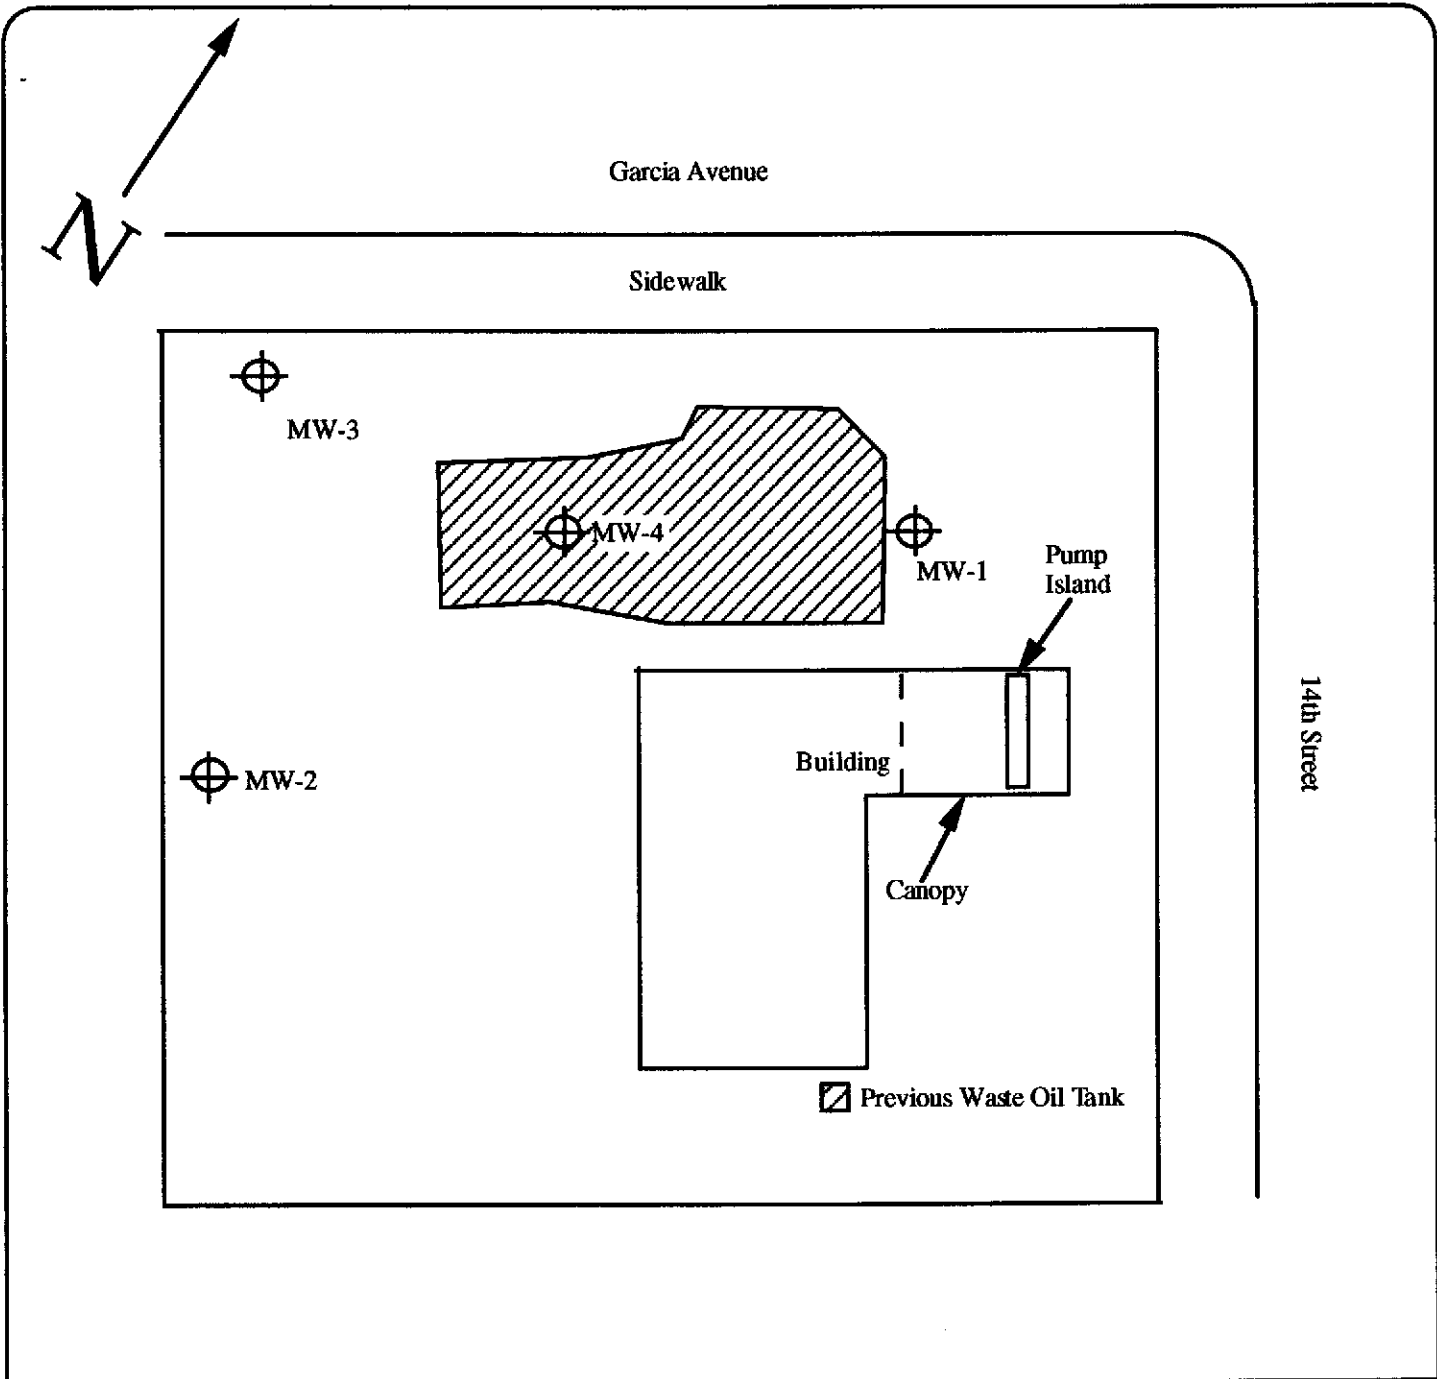 Garcia Avenue
N
Sidewalk
MW-3
MW-4
MW-1
Pump
Island
14th Street
Building
MW-2
Canopy
Previous Waste Oil Tank